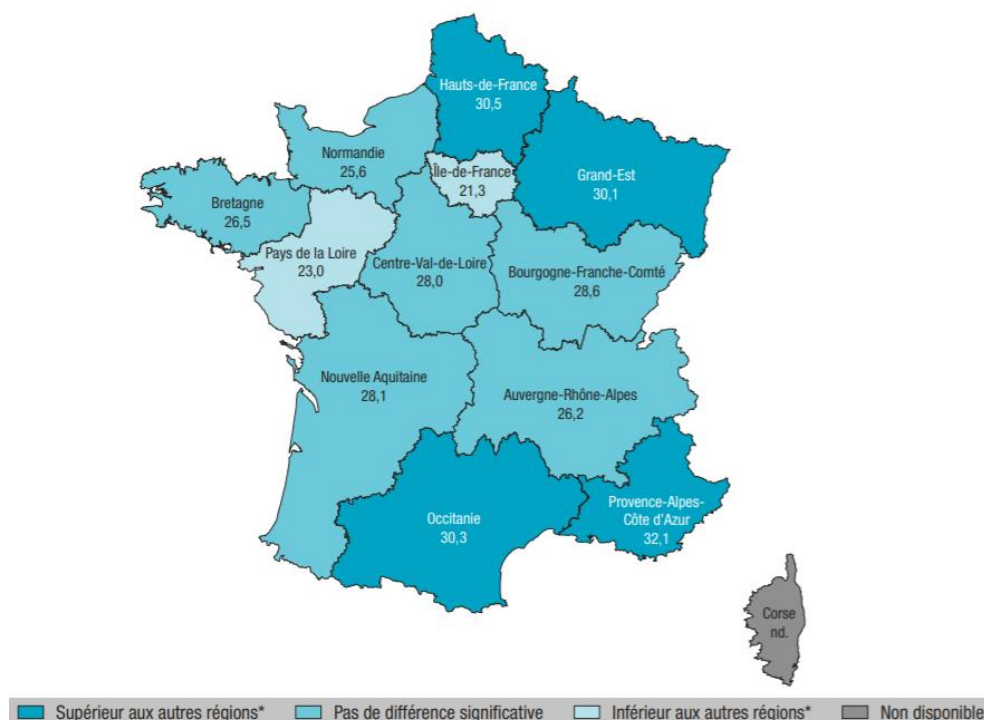 Hauts-de-France
30,5
Normandie
25,6
Île-de-France
21,3
Grand-Est
30,1
Bretagne
26,5
Pays de la Loire
23,0
Centre-Val-de-Loire
28,0
Bourgogne-Franche-Comté
28,6
Nouvelle Aquitaine
28,1
Auvergne-Rhône-Alpes
26,2
Occitanie
30,3
Provence-Alpes-
Côte d'Azur
32,1
Corse
nd.
Supérieur aux autres régions*
Pas de différence significative
Inférieur aux autres régions*
Non disponible